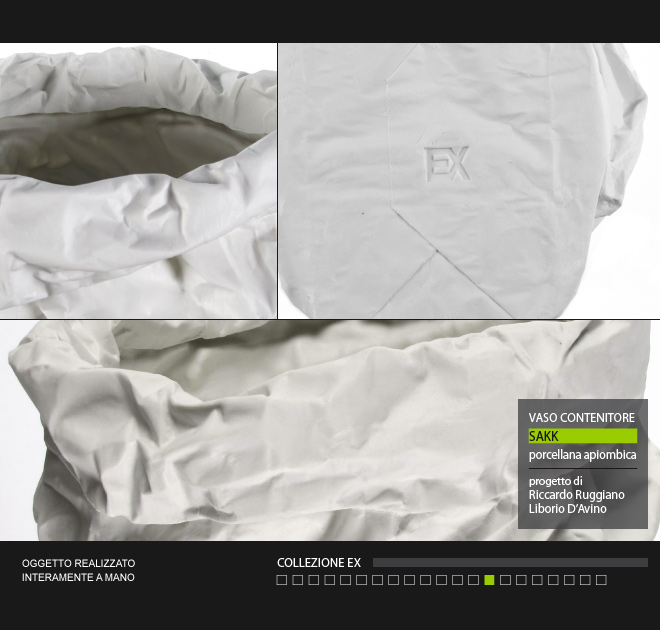 EX
VASO CONTENITORE
SAKK
porcellana apiombica
progetto di
Riccardo Ruggiano
Liborio D'Avino
OGGETTO REALIZZATO
INTERAMENTE A MANO
COLLEZIONE EX